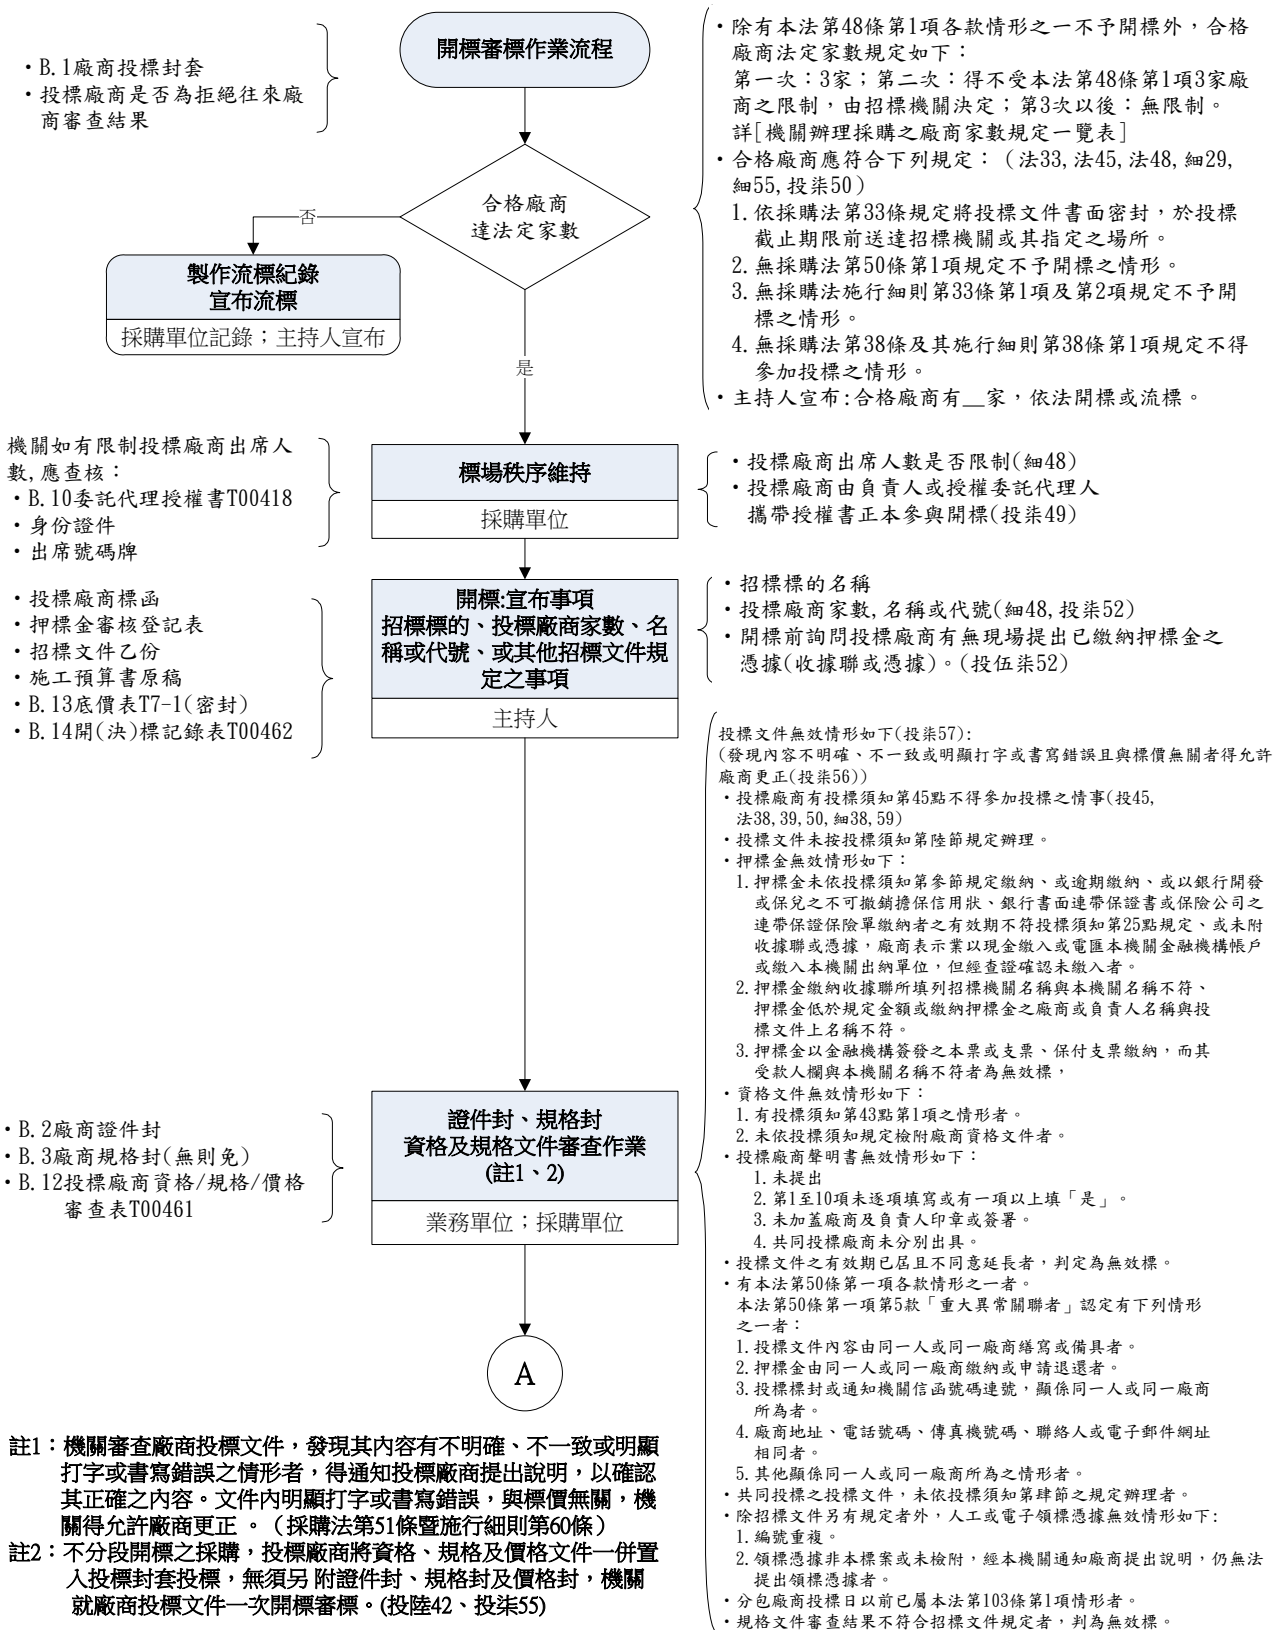 開標審標作業流程
・B.1廠商投標封套
・投標廠商是否為拒絕往來廠
商審查結果
・除有本法第48條第1項各款情形之一不予開標外，合格
廠商法定家數規定如下：
第一次：3家；第二次：得不受本法第48條第1項3家廠
商之限制，由招標機關決定；第3次以後：無限制。
詳[機關辦理採購之廠商家數規定一覽表]
・合格廠商應符合下列規定：（法33,法45,法48,細29,
細55,投柒50）
1.依採購法第33條規定將投標文件書面密封，於投標
截止期限前送達招標機關或其指定之場所。
2.無採購法第50條第1項規定不予開標之情形。
3.無採購法施行細則第33條第1項及第2項規定不予開
標之情形。
4.無採購法第38條及其施行細則第38條第1項規定不得
參加投標之情形。
・主持人宣布:合格廠商有__家，依法開標或流標。
合格廠商
達法定家數
否
製作流標紀錄
宣布流標
採購單位記錄；主持人宣布
是
機關如有限制投標廠商出席人
數,應查核：
・B.10委託代理授權書T00418
・身份證件
・出席號碼牌
標場秩序維持
採購單位
・投標廠商出席人數是否限制(細48)
・投標廠商由負責人或授權委託代理人
攜帶授權書正本參與開標(投柒49)
・投標廠商標函
・押標金審核登記表
・招標文件乙份
・施工預算書原稿
・B.13底價表T7-1(密封)
・B.14開(決)標記錄表T00462
開標:宣布事項
招標標的、投標廠商家數、名
稱或代號、或其他招標文件規
定之事項
主持人
・招標標的名稱
・投標廠商家數,名稱或代號(細48,投柒52)
・開標前詢問投標廠商有無現場提出已繳納押標金之
憑據(收據聯或憑據)。(投伍柒52)
投標文件無效情形如下(投柒57):
(發現內容不明確、不一致或明顯打字或書寫錯誤且與標價無關者得允許
廠商更正(投柒56))
・投標廠商有投標須知第45點不得參加投標之情事(投45,
法38,39,50,細38,59)
・投標文件未按投標須知第陸節規定辦理。
・押標金無效情形如下：
1.押標金未依投標須知第參節規定繳納、或逾期繳納、或以銀行開發
或保兌之不可撤銷擔保信用狀、銀行書面連帶保證書或保險公司之
連帶保證保險單繳納者之有效期不符投標須知第25點規定、或未附
收據聯或憑據，廠商表示業以現金繳入或電匯本機關金融機構帳戶
或繳入本機關出納單位，但經查證確認未繳入者。
2.押標金繳納收據聯所填列招標機關名稱與本機關名稱不符、
押標金低於規定金額或繳納押標金之廠商或負責人名稱與投
標文件上名稱不符。
3.押標金以金融機構簽發之本票或支票、保付支票繳納，而其
受款人欄與本機關名稱不符者為無效標，
・資格文件無效情形如下：
1.有投標須知第43點第1項之情形者。
2.未依投標須知規定檢附廠商資格文件者。
・投標廠商聲明書無效情形如下：
1.未提出
2.第1至10項未逐項填寫或有一項以上填「是」。
3.未加蓋廠商及負責人印章或簽署。
4.共同投標廠商未分別出具。
・投標文件之有效期已屆且不同意延長者，判定為無效標。
・有本法第50條第一項各款情形之一者。
本法第50條第一項第5款「重大異常關聯者」認定有下列情形
之一者：
1.投標文件內容由同一人或同一廠商繕寫或備具者。
2.押標金由同一人或同一廠商繳納或申請退還者。
3.投標標封或通知機關信函號碼連號，顯係同一人或同一廠商
所為者。
4.廠商地址、電話號碼、傳真機號碼、聯絡人或電子郵件網址
相同者。
5.其他顯係同一人或同一廠商所為之情形者。
・共同投標之投標文件，未依投標須知第肆節之規定辦理者。
・除招標文件另有規定者外，人工或電子領標憑據無效情形如下:
1.編號重複。
2.領標憑據非本標案或未檢附，經本機關通知廠商提出說明，仍無法
提出領標憑據者。
・分包廠商投標日以前已屬本法第103條第1項情形者。
・規格文件審查結果不符合招標文件規定者，判為無效標。
・B.2廠商證件封
・B.3廠商規格封(無則免)
・B.12投標廠商資格/規格/價格
審查表T00461
證件封、規格封
資格及規格文件審查作業
(註1、2)
業務單位；採購單位
A
註1：機關審查廠商投標文件，發現其內容有不明確、不一致或明顯
打字或書寫錯誤之情形者，得通知投標廠商提出說明，以確認
其正確之內容。文件內明顯打字或書寫錯誤，與標價無關，機
關得允許廠商更正 。（採購法第51條暨施行細則第60條）
註2：不分段開標之採購，投標廠商將資格、規格及價格文件一併置
入投標封套投標，無須另 附證件封、規格封及價格封，機關
就廠商投標文件一次開標審標。(投陸42、投柒55)